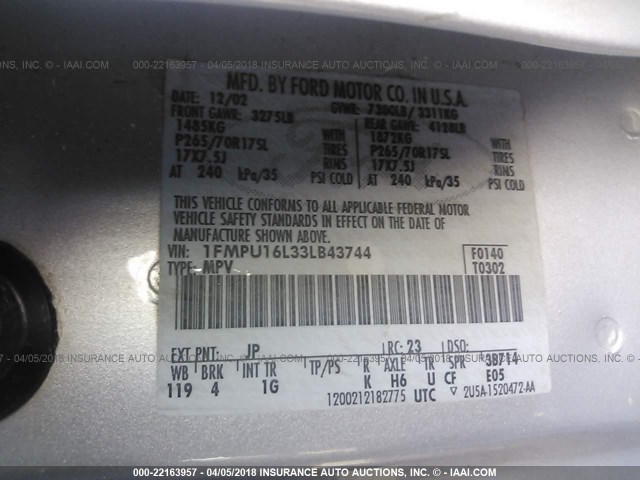 000-22163957 - 04/05/2018 INSURANCE AUTO AUCTIONS, INC. - © IAAI.COM
MFD. BY FORD MOTOR CO. IN U.S.A.
DATE: 12/02 GVWR: 7300LB/ 3311KG
FRONT GAWR: 3275LB REAR GAWR: 4128LB
1485KG 1872KG
P265/70R17SL TIRES P265/70R17SL TIRES
17X7.5J RIMS 17X7.5J RIMS
AT 240 kPa/35 PSI COLD AT 240 kPa/35 PSI COLD
THIS VEHICLE CONFORMS TO ALL APPLICABLE FEDERAL MOTOR
VEHICLE SAFETY STANDARDS IN EFFECT ON THE DATE OF
MANUFACTURE SHOWN ABOVE.
VIN: 1FMPU16L33LB43744 F0140
TYPE: MPV T0302
EXT PNT: JP RC: 23 DSO:
WB BRK INT TR TP/PS R AXLE TR SPR 3B7F4
119 4 1G K H6 U CF E05
1200212182775 UTC ▽ 2U5A-1520472-AA
000-22163957 - 04/05/2018 INSURANCE AUTO AUCTIONS, INC. - © IAAI.COM